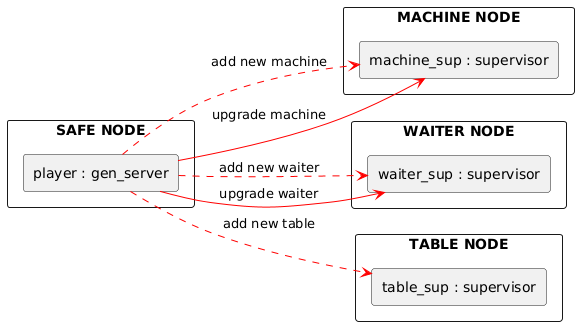 MACHINE NODE
machine_sup : supervisor
add new machine
upgrade machine
SAFE NODE
player : gen_server
WAITER NODE
waiter_sup : supervisor
add new waiter
upgrade waiter
add new table
TABLE NODE
table_sup : supervisor